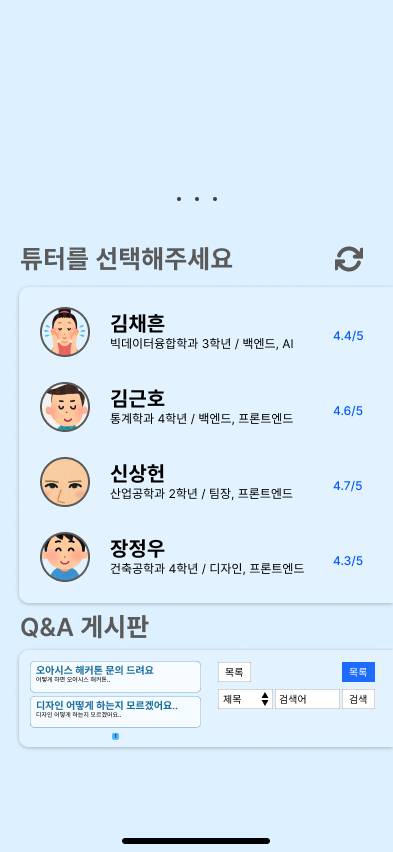 튜터를 선택해주세요
김채흔
빅데이터융합학과 3학년 / 백엔드, AI
4.4/5
김근호
통계학과 4학년 / 백엔드, 프론트엔드
4.6/5
신상헌
산업공학과 2학년 / 팀장, 프론트엔드
4.7/5
장정우
건축공학과 4학년 / 디자인, 프론트엔드
4.3/5
Q&A 게시판
오아시스 해커톤 문의 드려요
어떻게 하면 오아시스 해커톤..
디자인 어떻게 하는지 모르겠어요..
디자인 어떻게 하는지 모르겠어요..
1
목록 목록
제목 검색어 검색